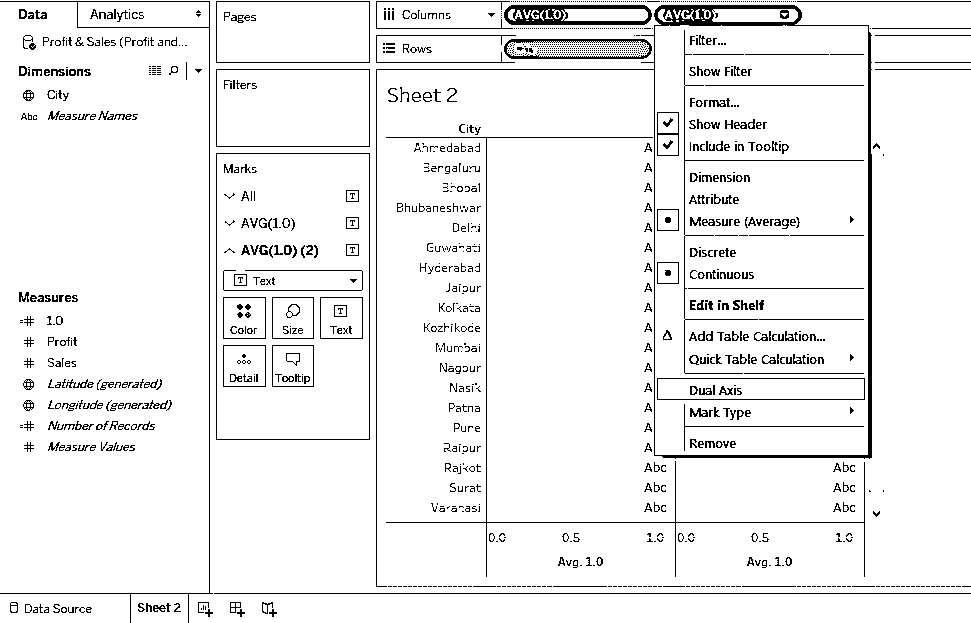 Data
Analytics
Pages
Columns
AVG(1.0)
AVG(1.0)
Profit & Sales (Profit and...
Rows
Dimensions
City
Abc Measure Names
Filters
Sheet 2
City
Ahmedabad
Bengaluru
Bhopal
Bhubaneshwar
Delhi
Guwahati
Hyderabad
Jaipur
Kolkata
Kozhikode
Mumbai
Nagpur
Nasik
Patna
Pune
Raipur
Rajkot Abc Abc
Surat Abc Abc
Varanasi Abc Abc
0.0 0.5 1.0 0.0 0.5 1.0
Avg. 1.0 Avg. 1.0
Marks
All
AVG(1.0)
AVG(1.0) (2)
Text
Color Size Text
Detail Tooltip
Measures
1.0
Profit
Sales
Latitude (generated)
Longitude (generated)
Number of Records
Measure Values
Filter...
Show Filter
Format...
Show Header
Include in Tooltip
Dimension
Attribute
Measure (Average)
Discrete
Continuous
Edit in Shelf
Add Table Calculation...
Quick Table Calculation
Dual Axis
Mark Type
Remove
Data Source
Sheet 2